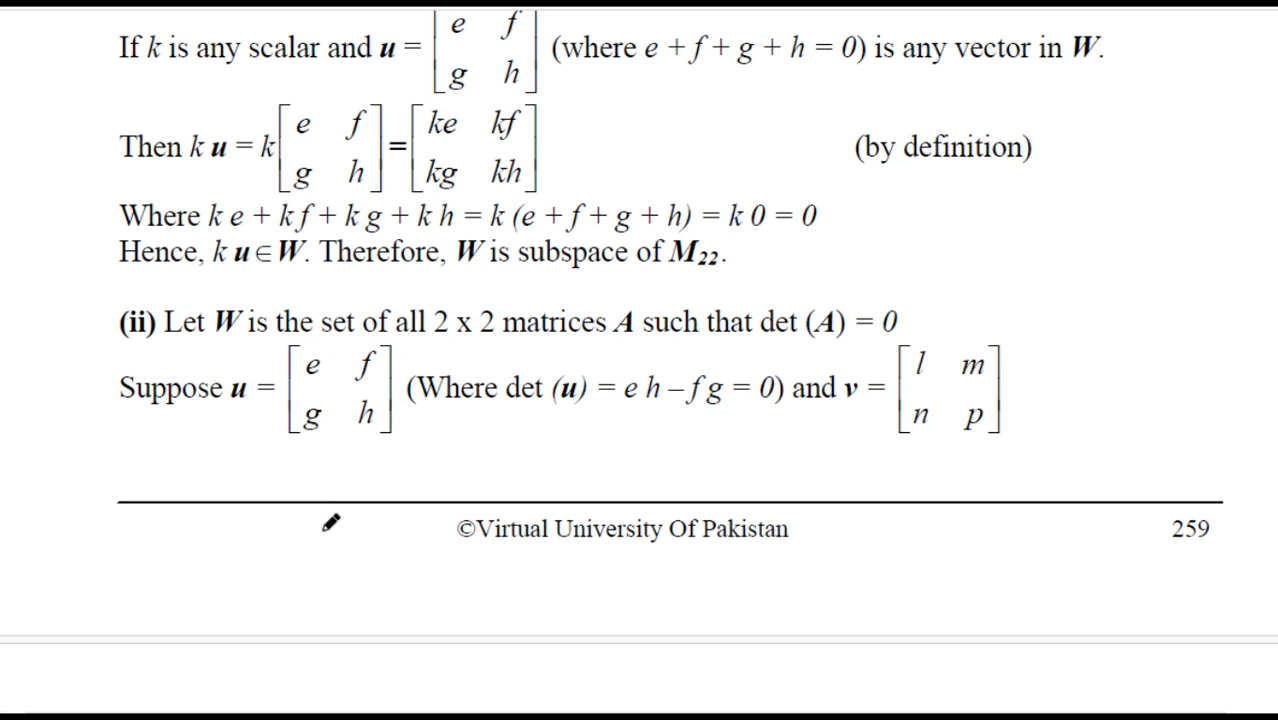 If k is any scalar and u = [e f g h] (where e + f + g + h = 0) is any vector in W.
Then k u = k [e f g h] = [ke kf kg kh] (by definition)
Where k e + k f + k g + k h = k (e + f + g + h) = k 0 = 0
Hence, k u ∈ W. Therefore, W is subspace of M22.
(ii) Let W is the set of all 2 x 2 matrices A such that det (A) = 0
Suppose u = [e f g h] (Where det (u) = e h – f g = 0) and v = [l m n p]
©Virtual University Of Pakistan 259